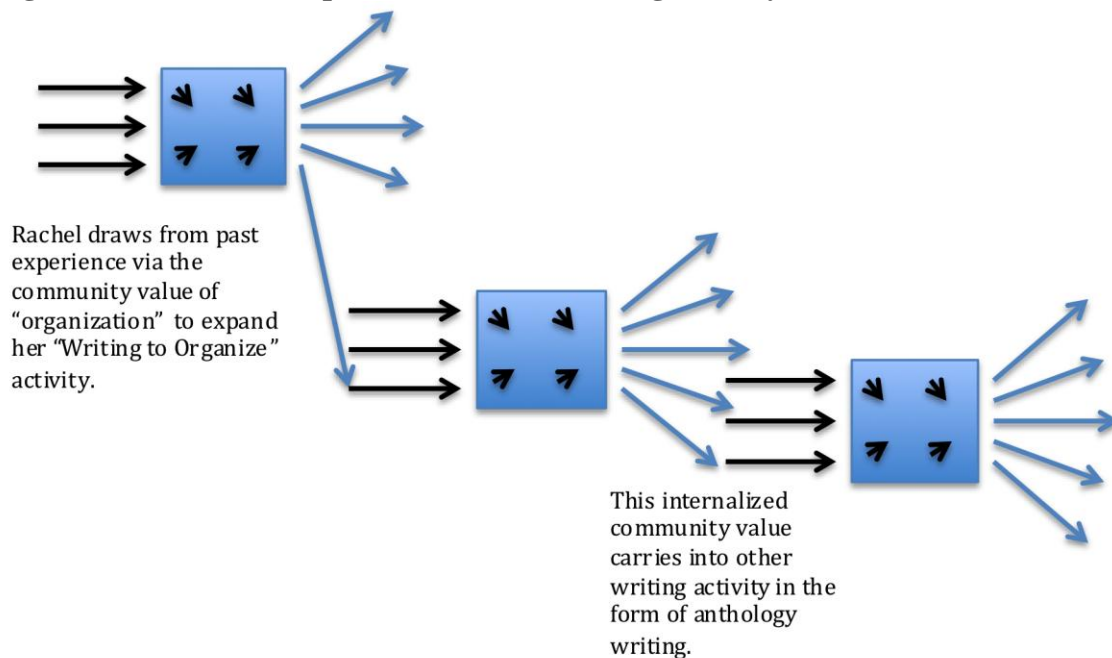 Rachel draws from past
experience via the
community value of
“organization” to expand
her “Writing to Organize”
activity.
This internalized
community value
carries into other
writing activity in the
form of anthology
writing.